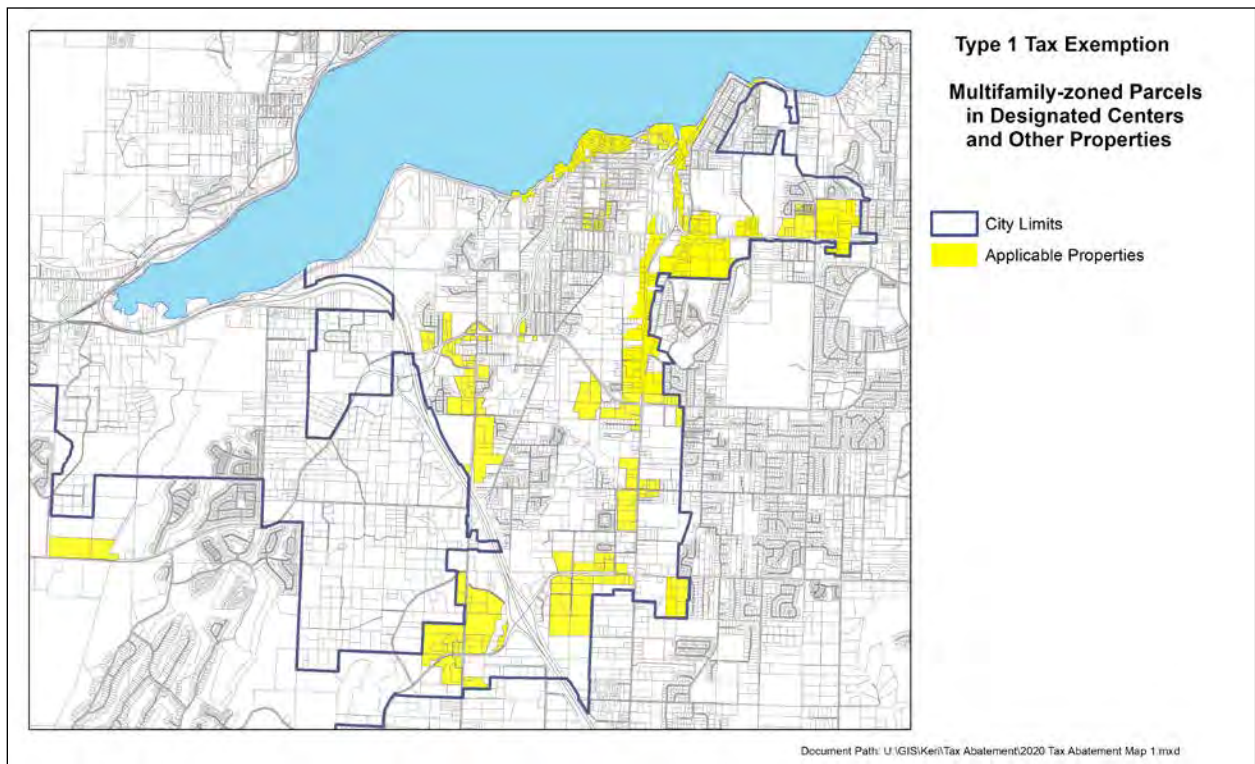 Type 1 Tax Exemption
Multifamily-zoned Parcels
in Designated Centers
and Other Properties
City Limits
Applicable Properties
Document Path: U:\GIS\Keri\Tax Abatement\2020 Tax Abatement Map 1.mxd